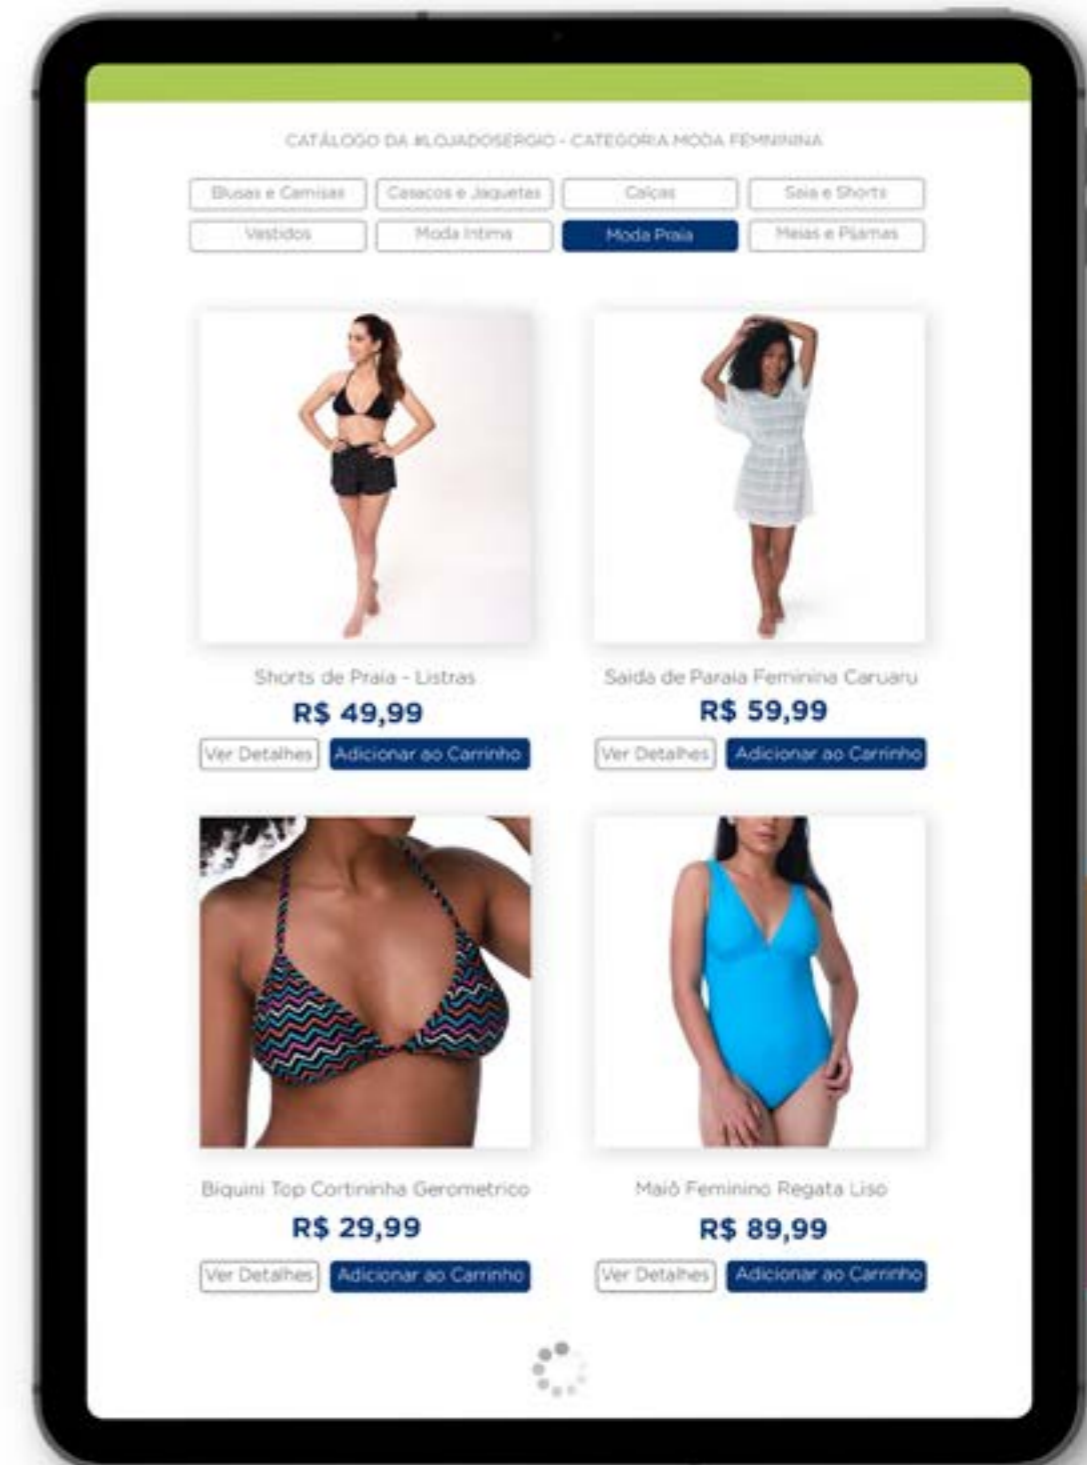 CATÁLOGO DA #LOJADOSERGIO - CATEGORIA MODA FEMNININA
Blusas e Camisas
Casacos e Jaquetas
Calças
Saia e Shorts
Vestidos
Moda Intima
Moda Praia
Meias e Pijamas
Shorts de Praia - Listras
R$ 49,99
Ver Detalhes
Adicionar ao Carrinho
Saida de Paraia Feminina Caruaru
R$ 59,99
Ver Detalhes
Adicionar ao Carrinho
Biquini Top Cortininha Gerometrico
R$ 29,99
Ver Detalhes
Adicionar ao Carrinho
Maiô Feminino Regata Liso
R$ 89,99
Ver Detalhes
Adicionar ao Carrinho